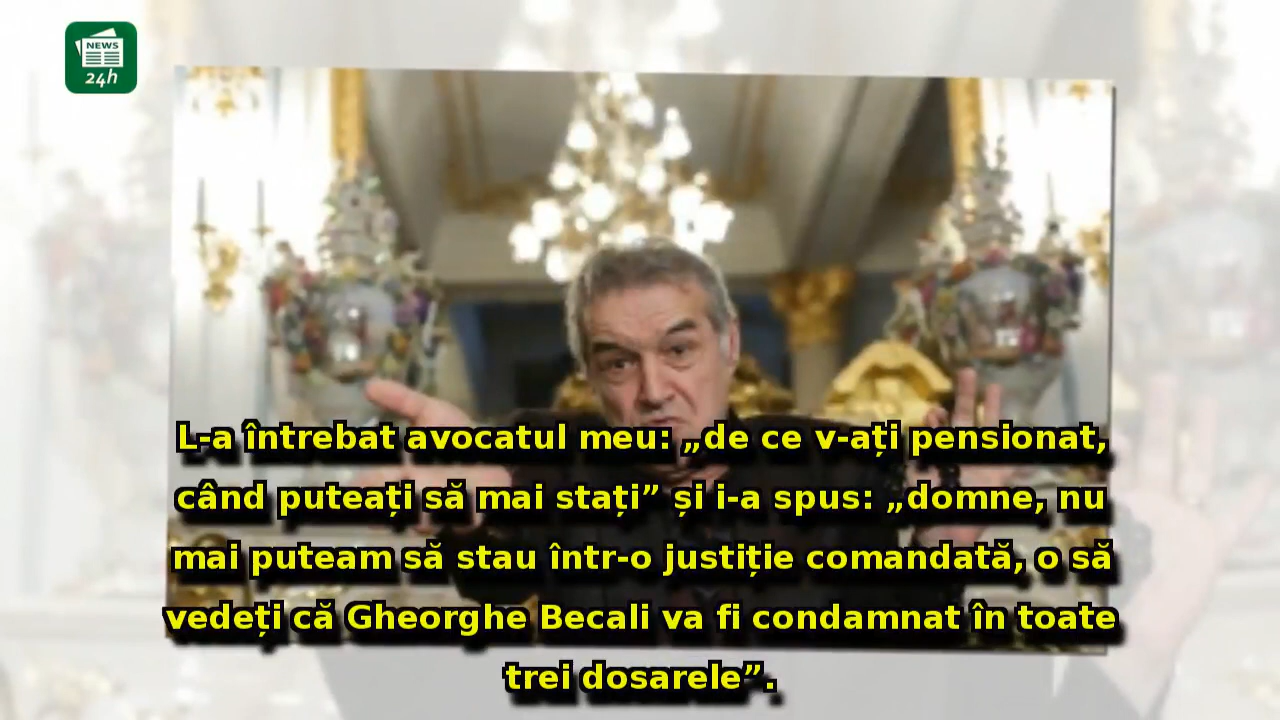 NEWS
24h
L-a întrebat avocatul meu: „de ce v-ați pensionat,
când puteați să mai stați” și i-a spus: „domne, nu
mai puteam să stau într-o justiție comandată, o să
vedeți că Gheorghe Becali va fi condamnat în toate
trei dosarele”.